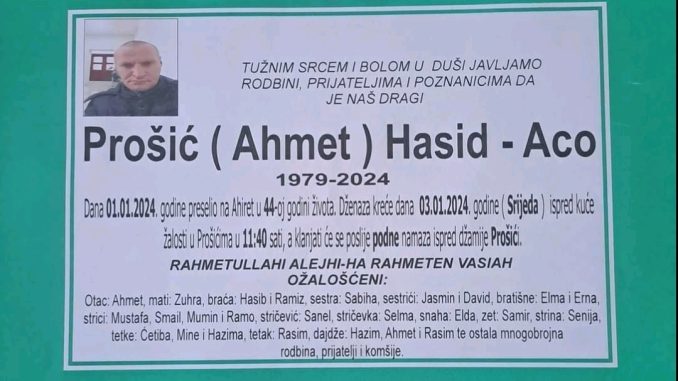 TUŽNIM SRCEM I BOLOM U DUŠI JAVLJAMO
RODBINI, PRIJATELJIMA I POZNANICIMA DA
JE NAŠ DRAGI
Prošić ( Ahmet ) Hasid - Aco
1979-2024
Dana 01.01.2024. godine preselio na Ahiret u 44-oj godini života. Dženaza kreće dana 03.01.2024. godine ( Srijeda ) ispred kuće
žalosti u Prošićima u 11:40 sati, a klanjati će se poslije podne namaza ispred džamije Prošići.
RAHMETULLAHI ALEJHI-HA RAHMETEN VASIAH
OŽALOŠĆENI:
Otac: Ahmet, mati: Zuhra, braća: Hasib i Ramiz, sestra: Sabiha, sestrići: Jasmin i David, bratišne: Elma i Erna,
strici: Mustafa, Smail, Mumin i Ramo, stričević: Sanel, stričevka: Selma, snaha: Elda, zet: Samir, strina: Senija,
tetke: Ćetiba, Mine i Hazima, tetak: Rasim, dajdže: Hazim, Ahmet i Rasim te ostala mnogobrojna
rodbina, prijatelji i komšije.